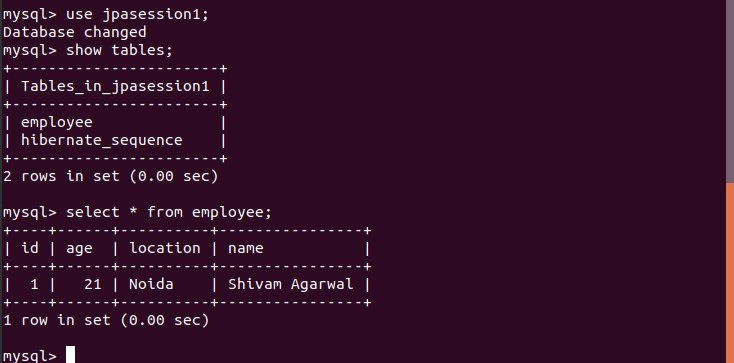 mysql> use jpasession1;
Database changed
mysql> show tables;
+-----------------------+
| Tables_in_jpasession1 |
+-----------------------+
| employee              |
| hibernate_sequence    |
+-----------------------+
2 rows in set (0.00 sec)

mysql> select * from employee;
+----+------+----------+----------------+
| id | age  | location | name           |
+----+------+----------+----------------+
|  1 |   21 | Noida    | Shivam Agarwal |
+----+------+----------+----------------+
1 row in set (0.00 sec)

mysql>